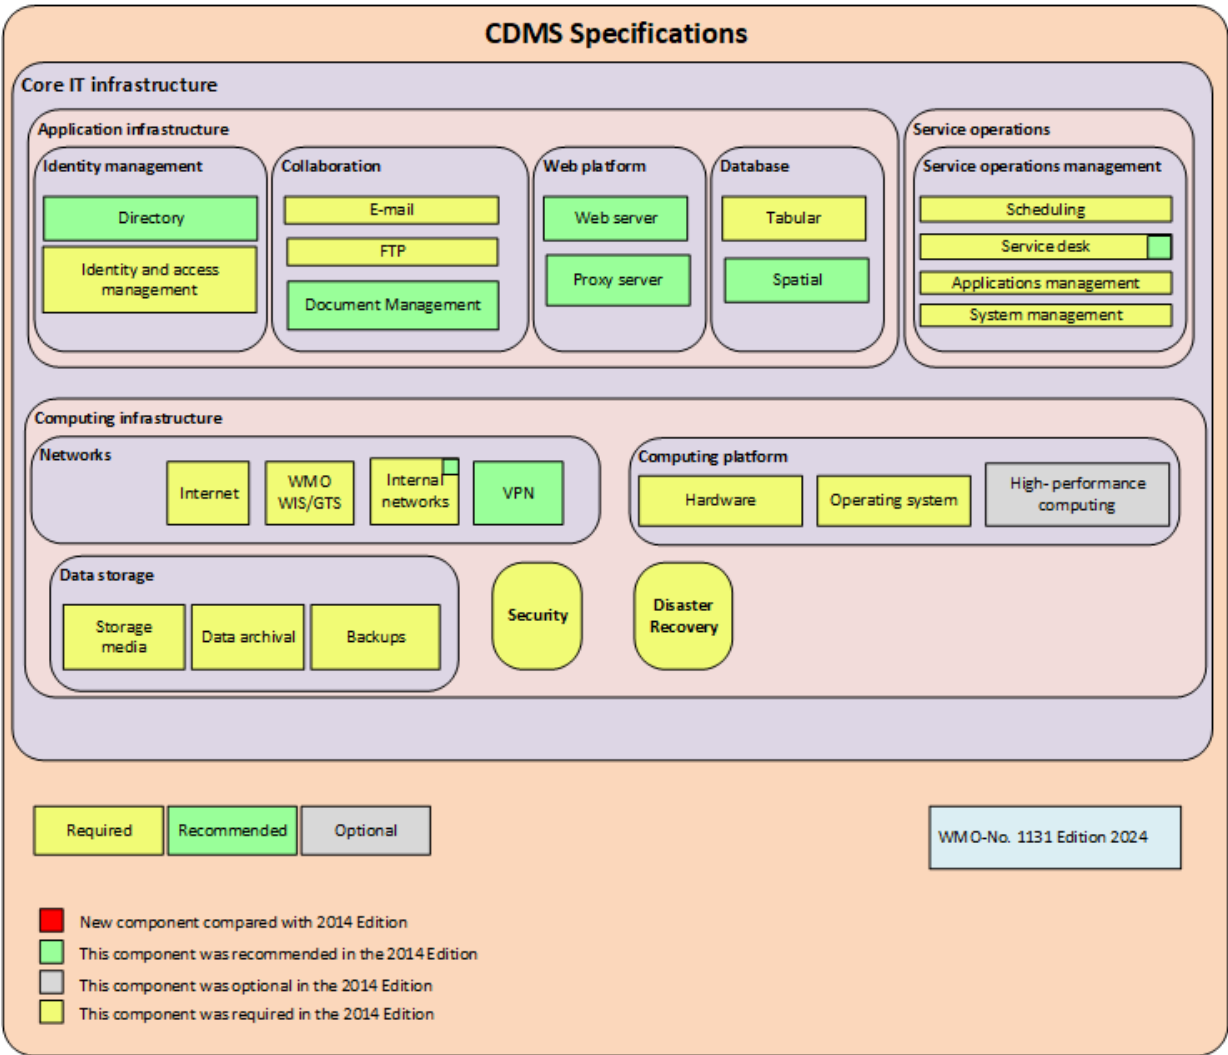 CDMS Specifications
Core IT infrastructure
Application infrastructure
Identity management
Directory
Identity and access
management
Collaboration
E-mail
FTP
Document Management
Web platform
Web server
Proxy server
Database
Tabular
Spatial
Service operations
Service operations management
Scheduling
Service desk
Applications management
System management
Computing infrastructure
Networks
Internet
WMO
WIS/GTS
Internal
networks
VPN
Computing platform
Hardware
Operating system
High- performance
computing
Data storage
Storage
media
Data archival
Backups
Security
Disaster
Recovery
Required
Recommended
Optional
WMO-No. 1131 Edition 2024
New component compared with 2014 Edition
This component was recommended in the 2014 Edition
This component was optional in the 2014 Edition
This component was required in the 2014 Edition